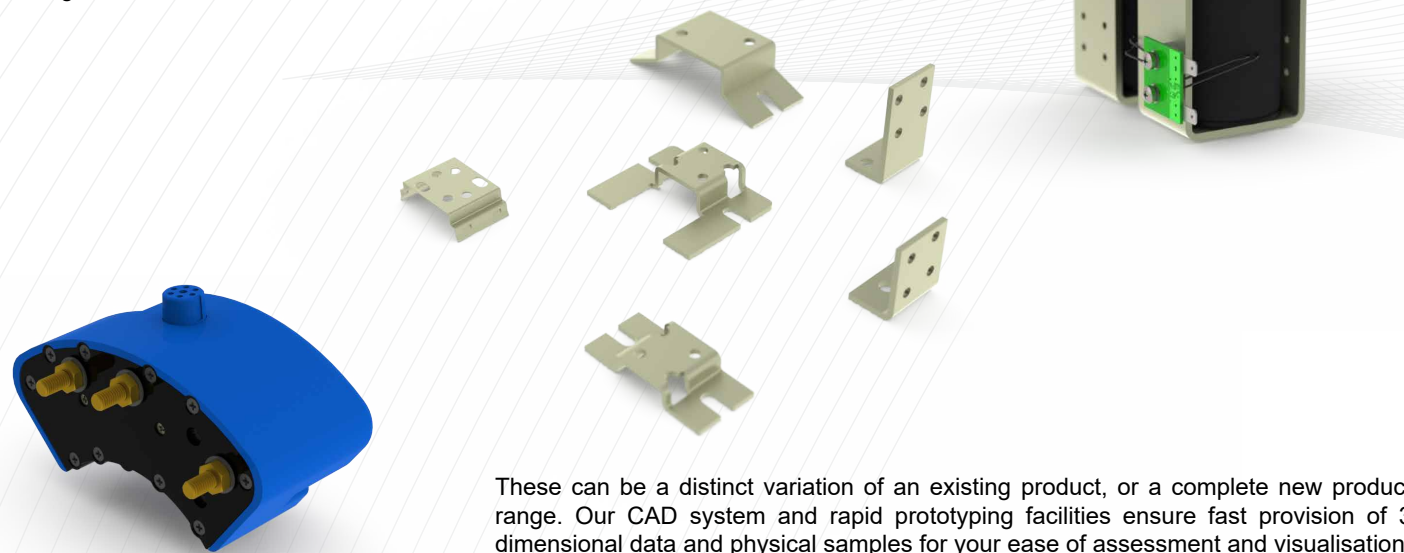 These can be a distinct variation of an existing product, or a complete new produc
range. Our CAD system and rapid prototyping facilities ensure fast provision of 3
dimensional data and physical samples for your ease of assessment and visualisation